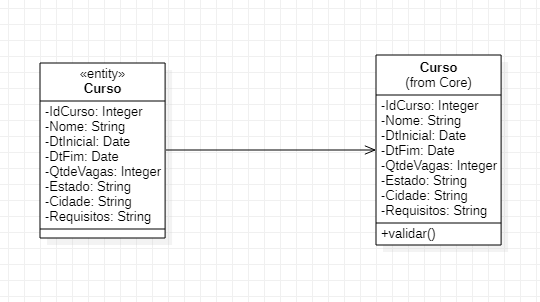 «entity»
Curso
-IdCurso: Integer
-Nome: String
-DtInicial: Date
-DtFim: Date
-QtdeVagas: Integer
-Estado: String
-Cidade: String
-Requisitos: String
Curso
(from Core)
-IdCurso: Integer
-Nome: String
-DtInicial: Date
-DtFim: Date
-QtdeVagas: Integer
-Estado: String
-Cidade: String
-Requisitos: String
+validar()